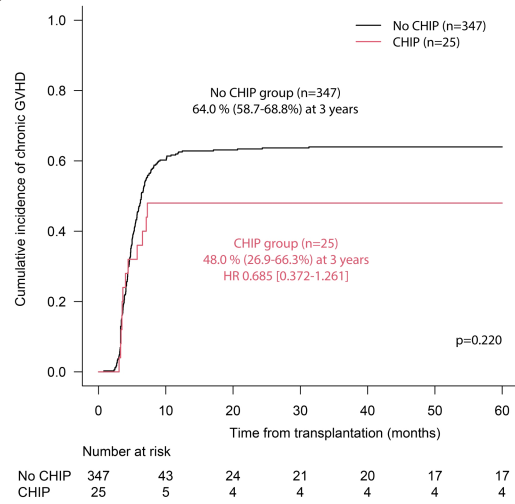 No CHIP (n=347)
CHIP (n=25)
1.0
0.8
0.6
0.4
0.2
0.0
Cumulative incidence of chronic GVHD
No CHIP group (n=347)
64.0 % (58.7-68.8%) at 3 years
CHIP group (n=25)
48.0 % (26.9-66.3%) at 3 years
HR 0.685 [0.372-1.261]
p=0.220
0 10 20 30 40 50 60
Time from transplantation (months)
Number at risk
No CHIP 347 43 24 21 20 17 17
CHIP 25 5 4 4 4 4 4